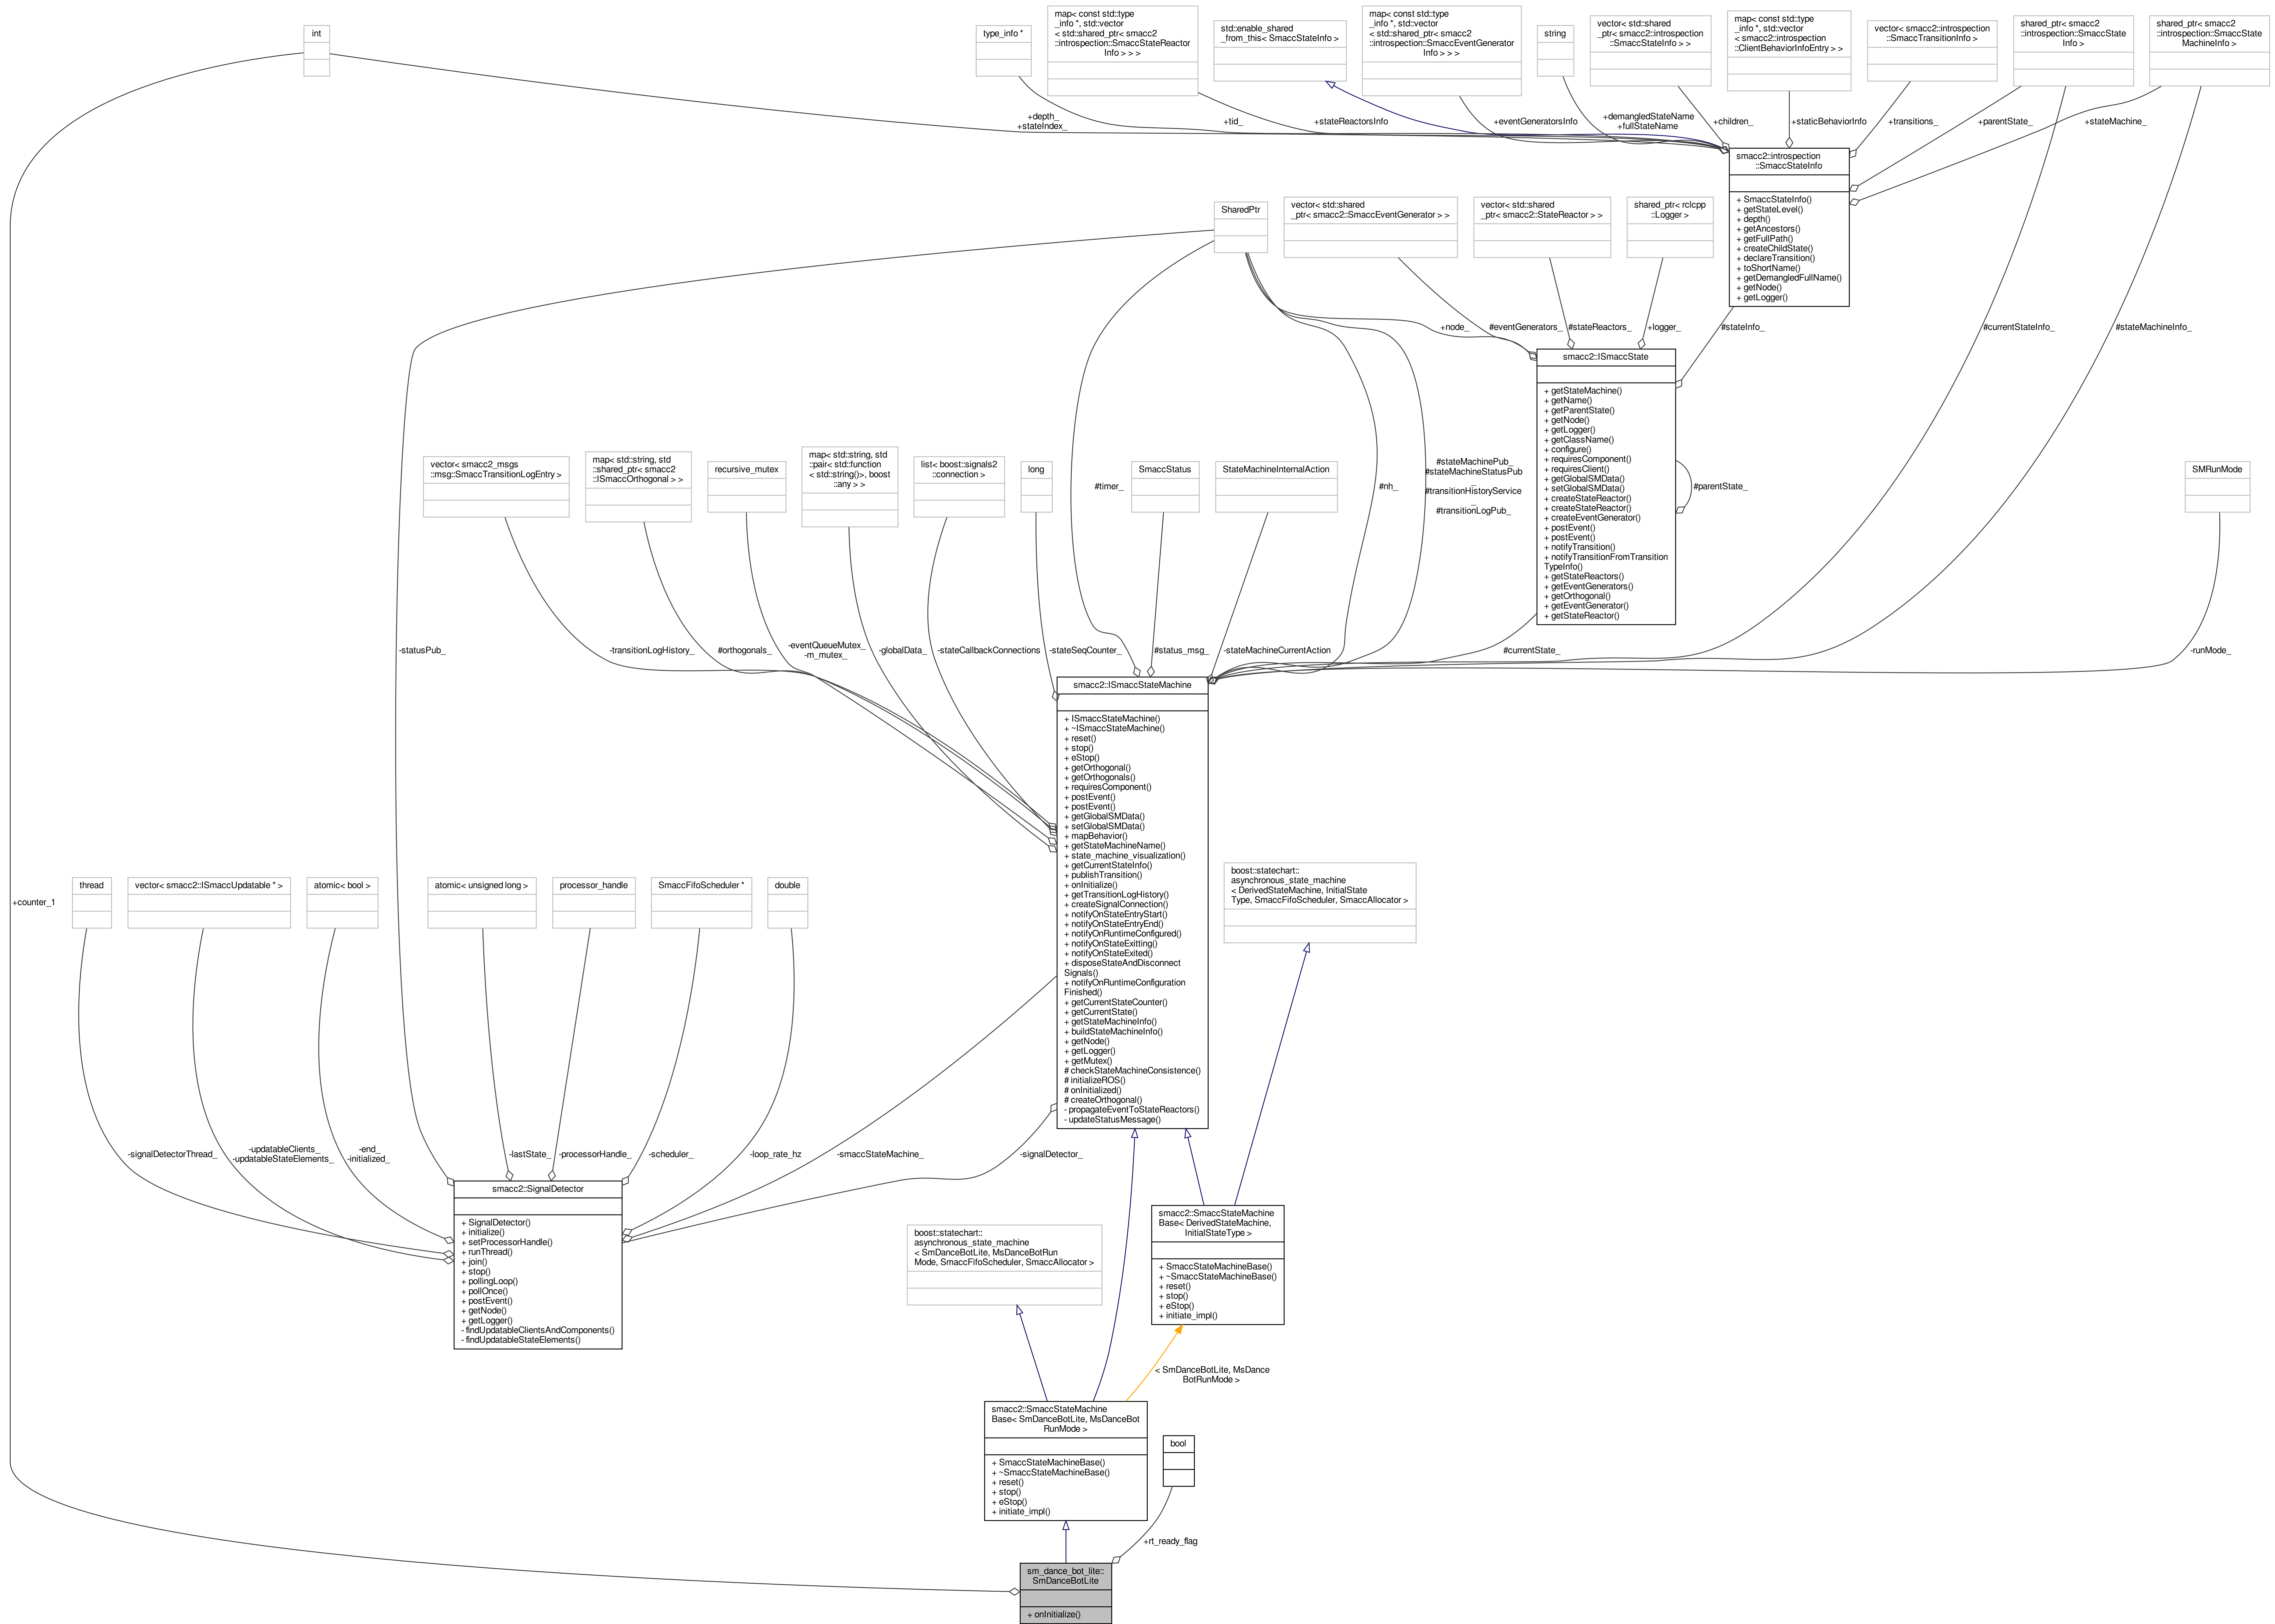 int
type_info *
map< const std::type
_info *, std::vector
< std::shared_ptr< smacc2
::introspection::SmaccStateReactor
Info > > >
std::enable_shared
_from_this< SmaccStateInfo >
map< const std::type
_info *, std::vector
< std::shared_ptr< smacc2
::introspection::SmaccEventGenerator
Info > > >
string
vector< std::shared
_ptr< smacc2::introspection
::SmaccStateInfo > >
map< const std::type
_info *, std::vector
< smacc2::introspection
::ClientBehaviorInfoEntry > >
vector< smacc2::introspection
::SmaccTransitionInfo >
shared_ptr< smacc2
::introspection::SmaccState
Info >
shared_ptr< smacc2
::introspection::SmaccState
MachineInfo >
+depth_
+stateIndex_
+tid_
+stateReactorsInfo
+eventGeneratorsInfo
+demangledStateName
+fullStateName
+children_
+staticBehaviorInfo
+transitions_
+parentState_
+stateMachine_
smacc2::introspection
::SmaccStateInfo
+ SmaccStateInfo()
+ getStateLevel()
+ depth()
+ getAncestors()
+ getFullPath()
+ createChildState()
+ declareTransition()
+ toShortName()
+ getDemangledFullName()
+ getNode()
+ getLogger()
SharedPtr
vector< std::shared
_ptr< smacc2::SmaccEventGenerator > >
vector< std::shared
_ptr< smacc2::StateReactor > >
shared_ptr< rclcpp
::Logger >
+node_
#eventGenerators_
#stateReactors_
+logger_
#stateInfo_
#currentStateInfo_
#stateMachineInfo_
smacc2::ISmaccState
+ getStateMachine()
+ getName()
+ getParentState()
+ getNode()
+ getLogger()
+ getClassName()
+ configure()
+ requiresComponent()
+ requiresClient()
+ getGlobalSMData()
+ setGlobalSMData()
+ createStateReactor()
+ createStateReactor()
+ createEventGenerator()
+ postEvent()
+ postEvent()
+ notifyTransition()
+ notifyTransitionFromTransition
TypeInfo()
+ getStateReactors()
+ getEventGenerators()
+ getOrthogonal()
+ getEventGenerator()
+ getStateReactor()
#parentState_
vector< smacc2_msgs
::msg::SmaccTransitionLogEntry >
map< std::string, std
::shared_ptr< smacc2
::ISmaccOrthogonal > >
recursive_mutex
map< std::string, std
::pair< std::function
< std::string()>, boost
::any > >
list< boost::signals2
::connection >
long
SmaccStatus
StateMachineInternalAction
SMRunMode
#timer_
#nh_
#stateMachinePub_
#stateMachineStatusPub
_
#transitionHistoryService
_
#transitionLogPub_
-statusPub_
-transitionLogHistory_
#orthogonals_
-eventQueueMutex_
-m_mutex_
-globalData_
-stateCallbackConnections
-stateSeqCounter_
#status_msg_
-stateMachineCurrentAction
#currentState_
-runMode_
smacc2::ISmaccStateMachine
+ ISmaccStateMachine()
+ ~ISmaccStateMachine()
+ reset()
+ stop()
+ eStop()
+ getOrthogonal()
+ getOrthogonals()
+ requiresComponent()
+ postEvent()
+ postEvent()
+ getGlobalSMData()
+ setGlobalSMData()
+ mapBehavior()
+ getStateMachineName()
+ state_machine_visualization()
+ getCurrentStateInfo()
+ publishTransition()
+ onInitialize()
+ getTransitionLogHistory()
+ createSignalConnection()
+ notifyOnStateEntryStart()
+ notifyOnStateEntryEnd()
+ notifyOnRuntimeConfigured()
+ notifyOnStateExitting()
+ notifyOnStateExited()
+ disposeStateAndDisconnect
Signals()
+ notifyOnRuntimeConfiguration
Finished()
+ getCurrentStateCounter()
+ getCurrentState()
+ getStateMachineInfo()
+ buildStateMachineInfo()
+ getNode()
+ getLogger()
+ getMutex()
# checkStateMachineConsistence()
# initializeROS()
# onInitialized()
# createOrthogonal()
- propagateEventToStateReactors()
- updateStatusMessage()
+counter_1
thread
vector< smacc2::ISmaccUpdatable * >
atomic< bool >
atomic< unsigned long >
processor_handle
SmaccFifoScheduler *
double
boost::statechart::
asynchronous_state_machine
< DerivedStateMachine, InitialState
Type, SmaccFifoScheduler, SmaccAllocator >
-signalDetectorThread_
-updatableClients_
-updatableStateElements_
-end_
-initialized_
-lastState_
-processorHandle_
-scheduler_
-loop_rate_hz
-smaccStateMachine_
-signalDetector_
smacc2::SignalDetector
+ SignalDetector()
+ initialize()
+ setProcessorHandle()
+ runThread()
+ join()
+ stop()
+ pollingLoop()
+ pollOnce()
+ postEvent()
+ getNode()
+ getLogger()
- findUpdatableClientsAndComponents()
- findUpdatableStateElements()
smacc2::SmaccStateMachine
Base< DerivedStateMachine,
InitialStateType >
+ SmaccStateMachineBase()
+ ~SmaccStateMachineBase()
+ reset()
+ stop()
+ eStop()
+ initiate_impl()
boost::statechart::
asynchronous_state_machine
< SmDanceBotLite, MsDanceBotRun
Mode, SmaccFifoScheduler, SmaccAllocator >
< SmDanceBotLite, MsDance
BotRunMode >
smacc2::SmaccStateMachine
Base< SmDanceBotLite, MsDanceBot
RunMode >
+ SmaccStateMachineBase()
+ ~SmaccStateMachineBase()
+ reset()
+ stop()
+ eStop()
+ initiate_impl()
bool
+rt_ready_flag
sm_dance_bot_lite::
SmDanceBotLite
+ onInitialize()